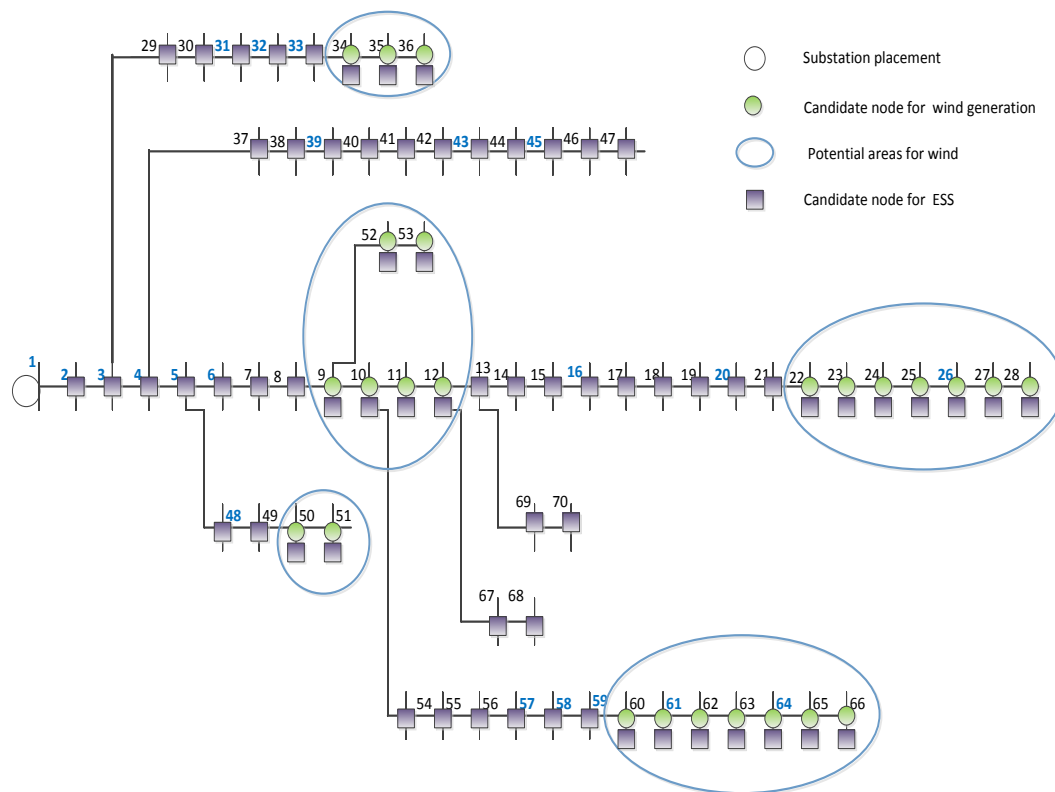 29 30 31 32 33 34 35 36
Substation placement
Candidate node for wind generation
37 38 39 40 41 42 43 44 45 46 47
Potential areas for wind
Candidate node for ESS
52 53
1 2 3 4 5 6 7 8 9 10 11 12 13 14 15 16 17 18 19 20 21 22 23 24 25 26 27 28
48 49 50 51
69 70
67 68
54 55 56 57 58 59 60 61 62 63 64 65 66